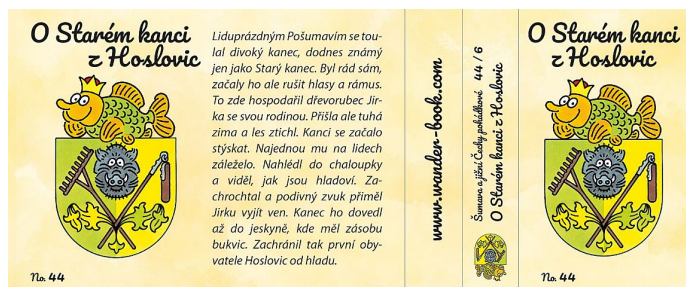 O Starém kanci
z Hoslovic
No. 44
Liduprázdným Pošumavím se tou-
lal divoký kanec, dodnes známý
jen jako Starý kanec. Byl rád sám,
začaly ho ale rušit hlasy a rámus.
To zde hospodařil dřevorubec Jir-
ka se svou rodinou. Přišla ale tuhá
zima a les ztichl. Kanci se začalo
stýskat. Najednou mu na lidech
záleželo. Nahlédl do chaloupky
a viděl, jak jsou hladoví. Za-
chrochtal a podivný zvuk přiměl
Jirku vyjít ven. Kanec ho dovedl
až do jeskyně, kde měl zásobu
bukvic. Zachránil tak první oby-
vatele Hoslovic od hladu.
www.wander-book.com
Šumava a jižní Čechy pohádkové 44 / 6
O Starém kanci z Hoslovic
O Starém kanci
z Hoslovic
No. 44